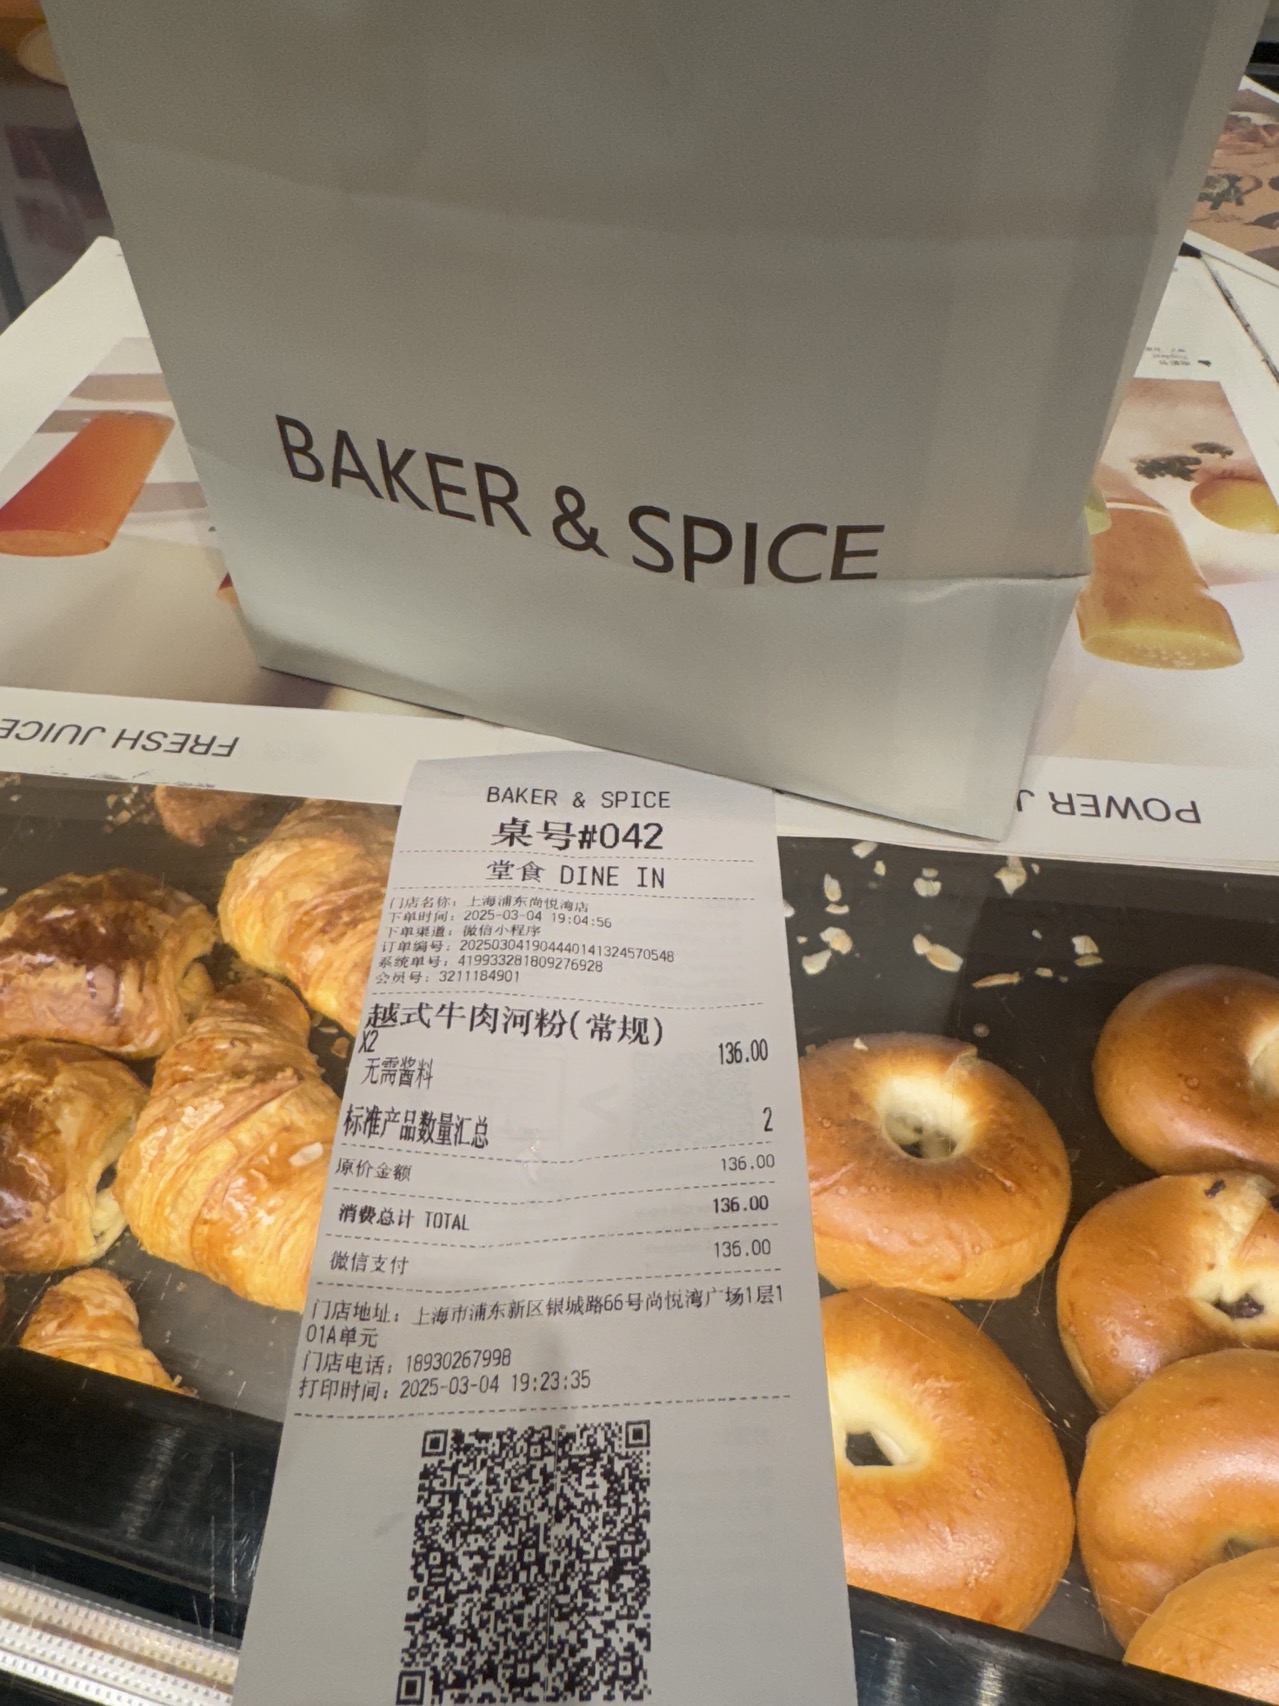 BAKER & SPICE
FRESH JUICE
POWER J
BAKER & SPICE
桌号#042
堂食 DINE IN
门店名称：上海浦东尚悦湾店
下单时间：2025-03-04 19:04:56
下单渠道：微信小程序
订单编号：202503041904440141324570548
系统单号：419933281809276928
会员号：3211184901
越式牛肉河粉(常规)
X2 136.00
无需酱料
标准产品数量汇总 2
原价金额 136.00
消费总计 TOTAL 136.00
微信支付 136.00
门店地址：上海市浦东新区银城路66号尚悦湾广场1层1
01A单元
门店电话：18930267998
打印时间：2025-03-04 19:23:35